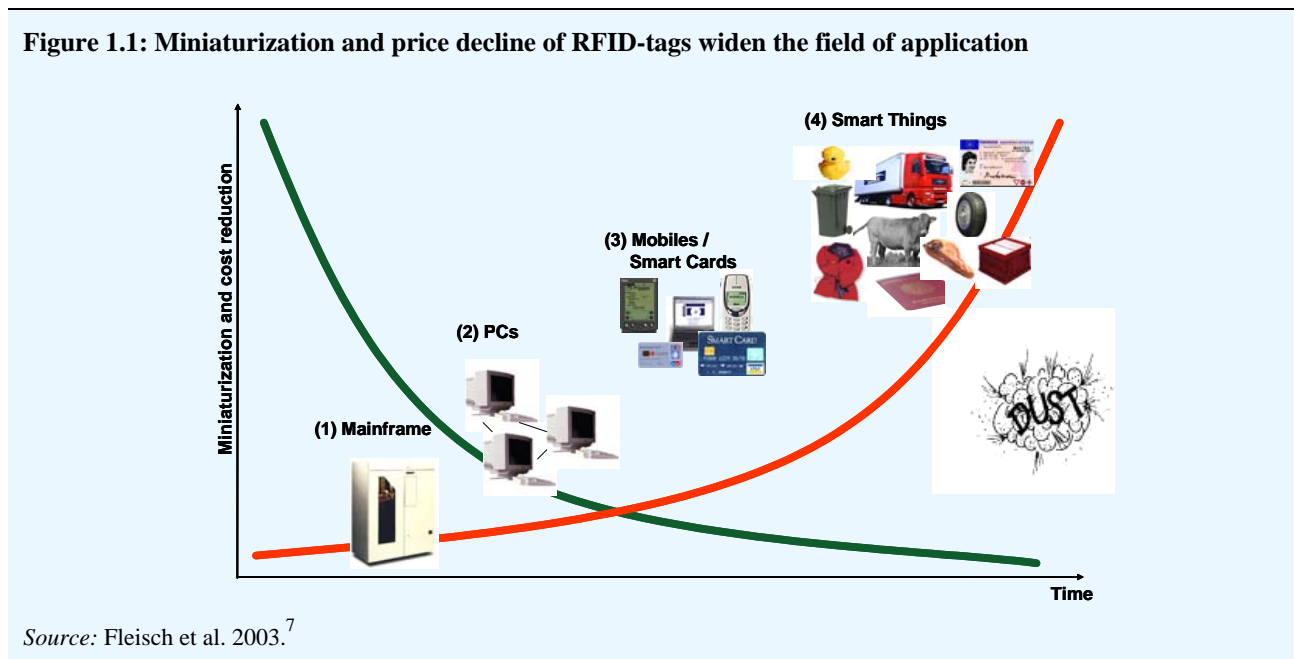 Figure 1.1: Miniaturization and price decline of RFID-tags widen the field of application
Miniaturization and cost reduction
(1) Mainframe
(2) PCs
(3) Mobiles /
Smart Cards
SMART CARD
(4) Smart Things
DUST
Time
Source: Fleisch et al. 2003.7